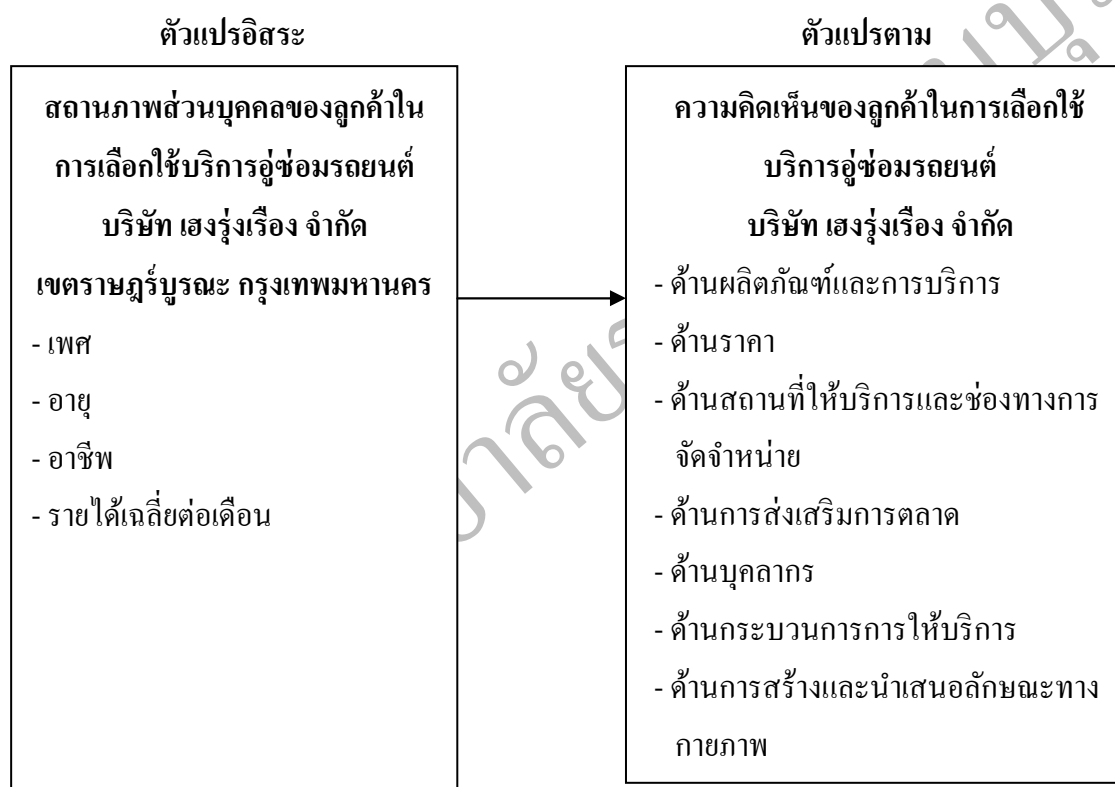 ตัวแปรอิสระ
สถานภาพส่วนบุคคลของลูกค้าใน
การเลือกใช้บริการอู่ซ่อมรถยนต์
บริษัท เฮงรุ่งเรือง จำกัด
เขตราษฎร์บูรณะ กรุงเทพมหานคร
- เพศ
- อายุ
- อาชีพ
- รายได้เฉลี่ยต่อเดือน
ตัวแปรตาม
ความคิดเห็นของลูกค้าในการเลือกใช้
บริการอู่ซ่อมรถยนต์
บริษัท เฮงรุ่งเรือง จำกัด
- ด้านผลิตภัณฑ์และการบริการ
- ด้านราคา
- ด้านสถานที่ให้บริการและช่องทางการ
จัดจำหน่าย
- ด้านการส่งเสริมการตลาด
- ด้านบุคลากร
- ด้านกระบวนการการให้บริการ
- ด้านการสร้างและนำเสนอลักษณะทาง
กายภาพ